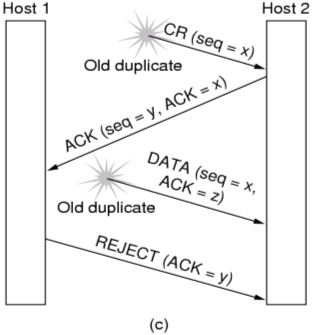 Host 1
Host 2
CR (seq = x)
Old duplicate
ACK (seq = y, ACK = x)
DATA (seq = x,
ACK = z)
Old duplicate
REJECT (ACK = y)
(c)